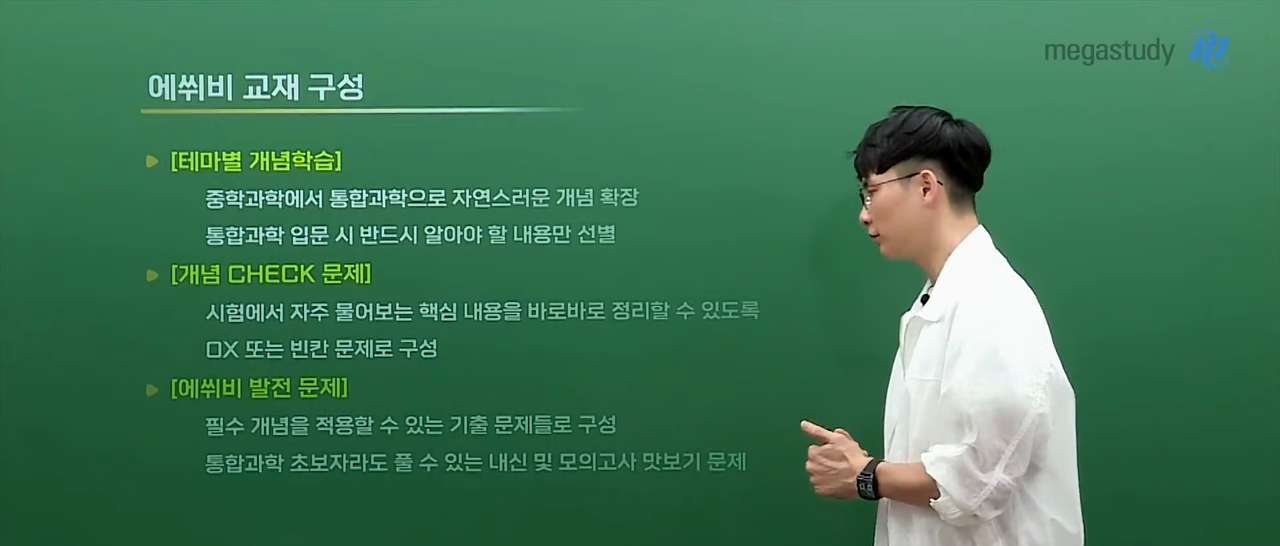 megastudy
에쒸비 교재 구성
[테마별 개념학습]
중학과학에서 통합과학으로 자연스러운 개념 확장
통합과학 입문 시 반드시 알아야 할 내용만 선별
[개념 CHECK 문제]
시험에서 자주 물어보는 핵심 내용을 바로바로 정리할 수 있도록
OX 또는 빈칸 문제로 구성
[에쒸비 발전 문제]
필수 개념을 적용할 수 있는 기출 문제들로 구성
통합과학 초보자라도 풀 수 있는 내신 및 모의고사 맛보기 문제